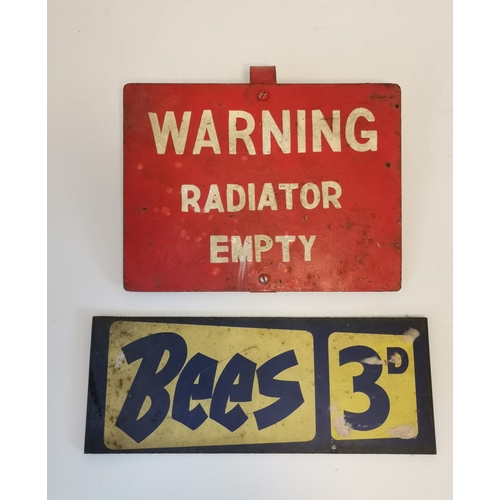 WARNING
RADIATOR
EMPTY
Bees 3D